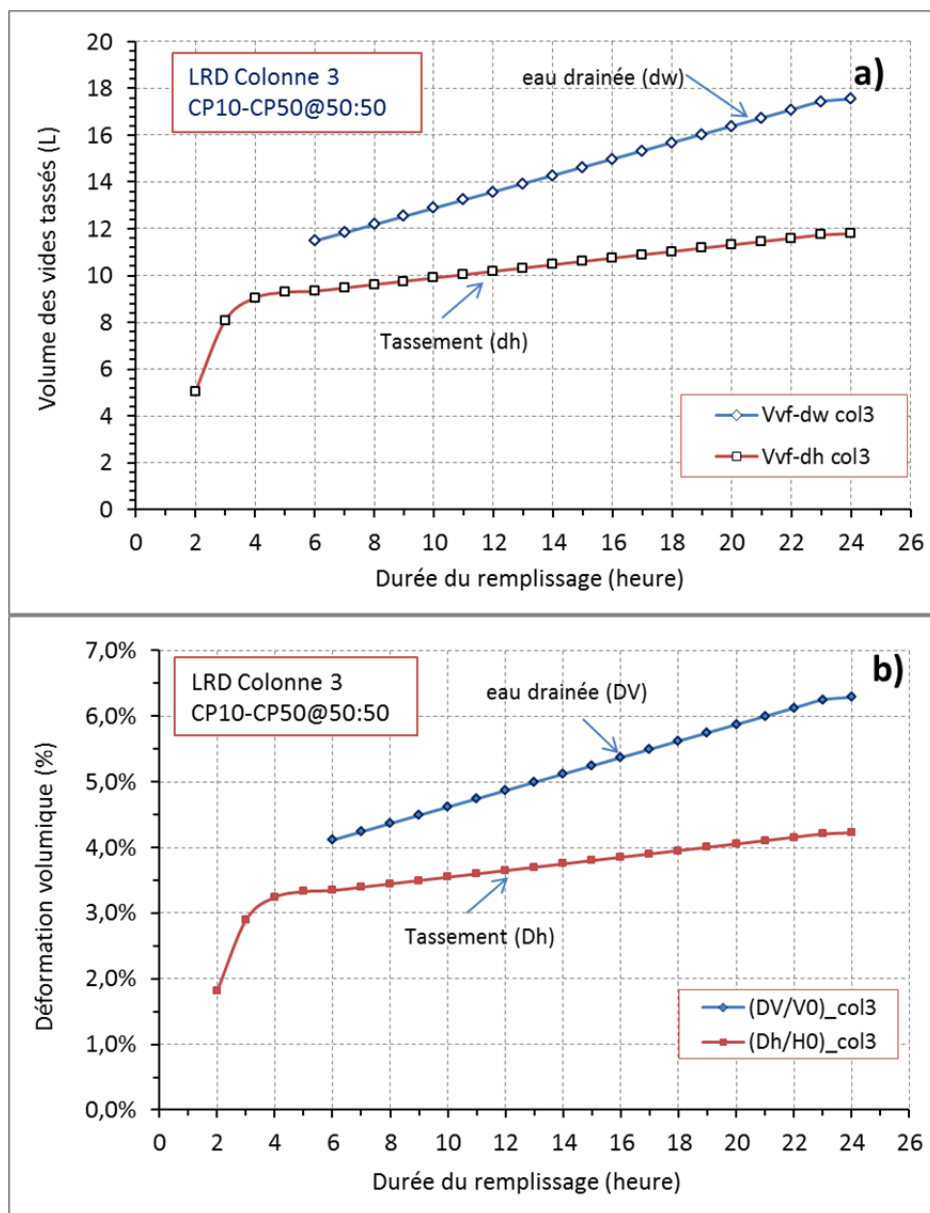 a)
LRD Colonne 3
CP10-CP50@50:50
eau drainée (dw)
Tassement (dh)
Vvf-dw col3
Vvf-dh col3
Volume des vides tassés (L)
20
18
16
14
12
10
8
6
4
2
0
0 2 4 6 8 10 12 14 16 18 20 22 24 26
Durée du remplissage (heure)
b)
LRD Colonne 3
CP10-CP50@50:50
eau drainée (DV)
Tassement (Dh)
(DV/V0)_col3
(Dh/H0)_col3
Déformation volumique (%)
7,0%
6,0%
5,0%
4,0%
3,0%
2,0%
1,0%
0,0%
0 2 4 6 8 10 12 14 16 18 20 22 24 26
Durée du remplissage (heure)